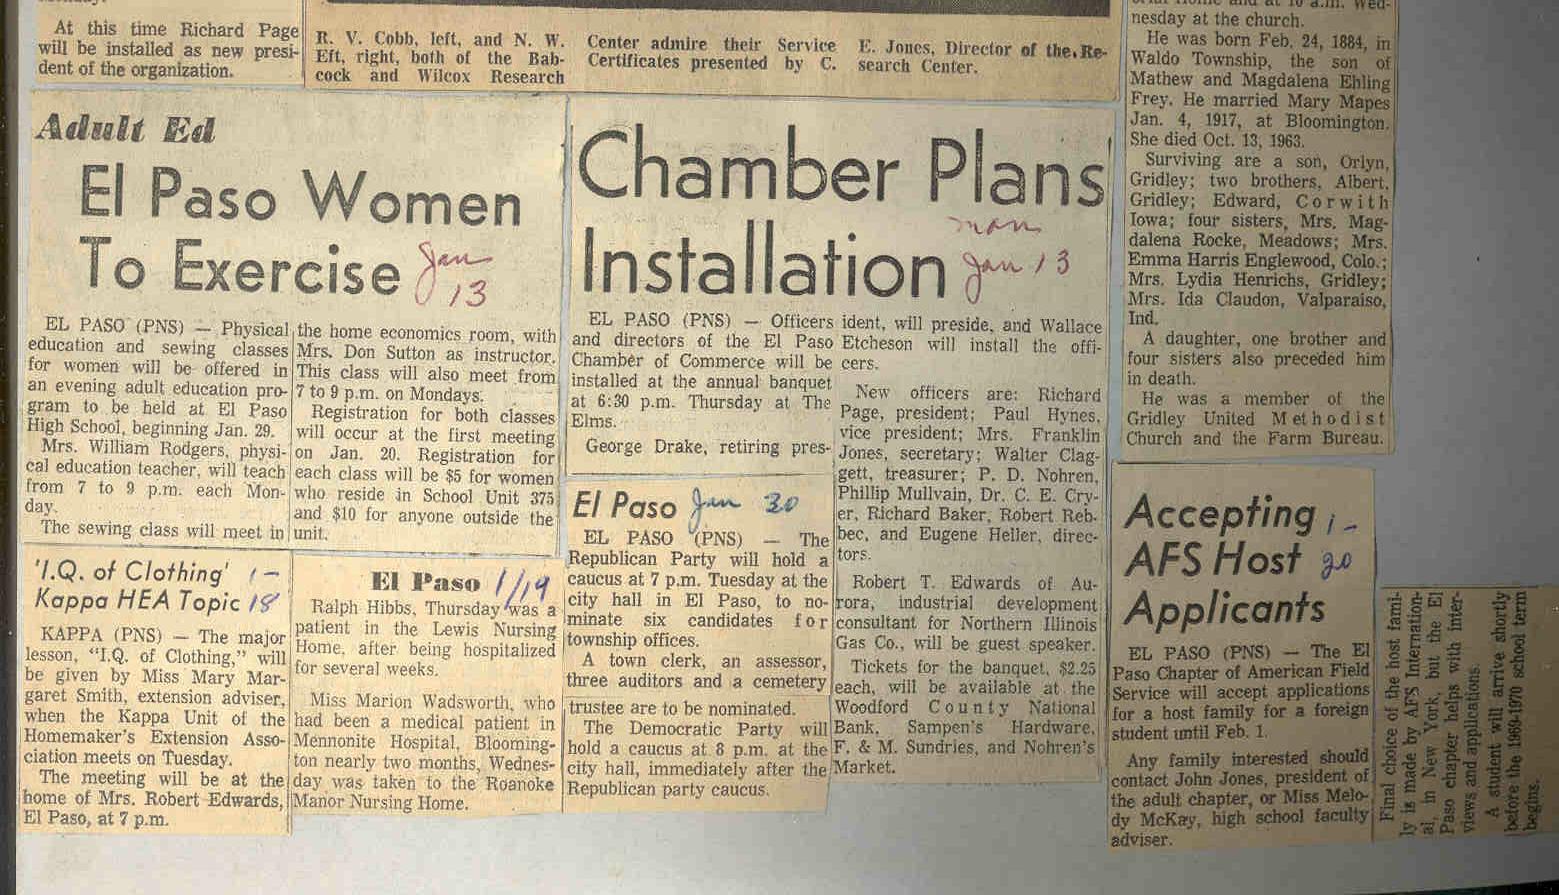 At this time Richard Page
will be installed as new presi-
dent of the organization.
R. V. Cobb, left, and N. W.
Eft, right, both of the Bab-
cock and Wilcox Research
Center admire their Service
Certificates presented by C.
E. Jones, Director of the Re-
search Center.
nesday at the church.
He was born Feb. 24, 1884, in
Waldo Township, the son of
Mathew and Magdalena Ehling
Frey. He married Mary Mapes
Jan. 4, 1917, at Bloomington.
She died Oct. 13, 1963.
Surviving are a son, Orlyn,
Gridley; two brothers, Albert,
Gridley; Edward, Corwith
Iowa; four sisters, Mrs. Mag-
dalena Rocke, Meadows; Mrs.
Emma Harris Englewood, Colo.;
Mrs. Lydia Henrichs, Gridley;
Mrs. Ida Claudon, Valparaiso,
Ind.
A daughter, one brother and
four sisters also preceded him
in death.
He was a member of the
Gridley United Methodist
Church and the Farm Bureau.
Adult Ed
El Paso Women
To Exercise
Jan
13
EL PASO (PNS) — Physical
education and sewing classes
for women will be offered in
an evening adult education pro-
gram to be held at El Paso
High School, beginning Jan. 29.
Mrs. William Rodgers, physi-
cal education teacher, will teach
from 7 to 9 p.m. each Mon-
day.
The sewing class will meet in
the home economics room, with
Mrs. Don Sutton as instructor.
This class will also meet from
7 to 9 p.m. on Mondays.
Registration for both classes
will occur at the first meeting
on Jan. 20. Registration for
each class will be $5 for women
who reside in School Unit 375
and $10 for anyone outside the
unit.
Chamber Plans
Installation
Jan 13
EL PASO (PNS) — Officers
and directors of the El Paso
Chamber of Commerce will be
installed at the annual banquet
at 6:30 p.m. Thursday at The
Elms.
George Drake, retiring pres-
ident, will preside, and Wallace
Etcheson will install the offi-
cers.
New officers are: Richard
Page, president; Paul Hynes,
vice president; Mrs. Franklin
Jones, secretary; Walter Clag-
gett, treasurer; P. D. Nohren,
Phillip Mullvain, Dr. C. E. Cry-
er, Richard Baker, Robert Reb-
bec, and Eugene Heller, direc-
tors.
Robert T. Edwards of Au-
rora, industrial development
consultant for Northern Illinois
Gas Co., will be guest speaker.
Tickets for the banquet, $2.25
each, will be available at the
Woodford County National
Bank, Sampen's Hardware,
F. & M. Sundries, and Nohren's
Market.
'I.Q. of Clothing' 1-
Kappa HEA Topic 18
KAPPA (PNS) — The major
lesson, "I.Q. of Clothing," will
be given by Miss Mary Mar-
garet Smith, extension adviser,
when the Kappa Unit of the
Homemaker's Extension Asso-
ciation meets on Tuesday.
The meeting will be at the
home of Mrs. Robert Edwards,
El Paso, at 7 p.m.
El Paso 1/19
Ralph Hibbs, Thursday was a
patient in the Lewis Nursing
Home, after being hospitalized
for several weeks.
Miss Marion Wadsworth, who
had been a medical patient in
Mennonite Hospital, Blooming-
ton nearly two months, Wednes-
day was taken to the Roanoke
Manor Nursing Home.
El Paso Jan 20
EL PASO (PNS) — The
Republican Party will hold a
caucus at 7 p.m. Tuesday at the
city hall in El Paso, to no-
minate six candidates for
township offices.
A town clerk, an assessor,
three auditors and a cemetery
trustee are to be nominated.
The Democratic Party will
hold a caucus at 8 p.m. at the
city hall, immediately after the
Republican party caucus.
Accepting 1-
AFS Host 20
Applicants
EL PASO (PNS) — The El
Paso Chapter of American Field
Service will accept applications
for a host family for a foreign
student until Feb. 1.
Any family interested should
contact John Jones, president of
the adult chapter, or Miss Melo-
dy McKay, high school faculty
adviser.
Final choice of the host fami-
ly is made by AFS Internation-
al, in New York, but the El
Paso chapter helps with inter-
views and applications.
A student will arrive shortly
before the 1969-1970 school term
begins.